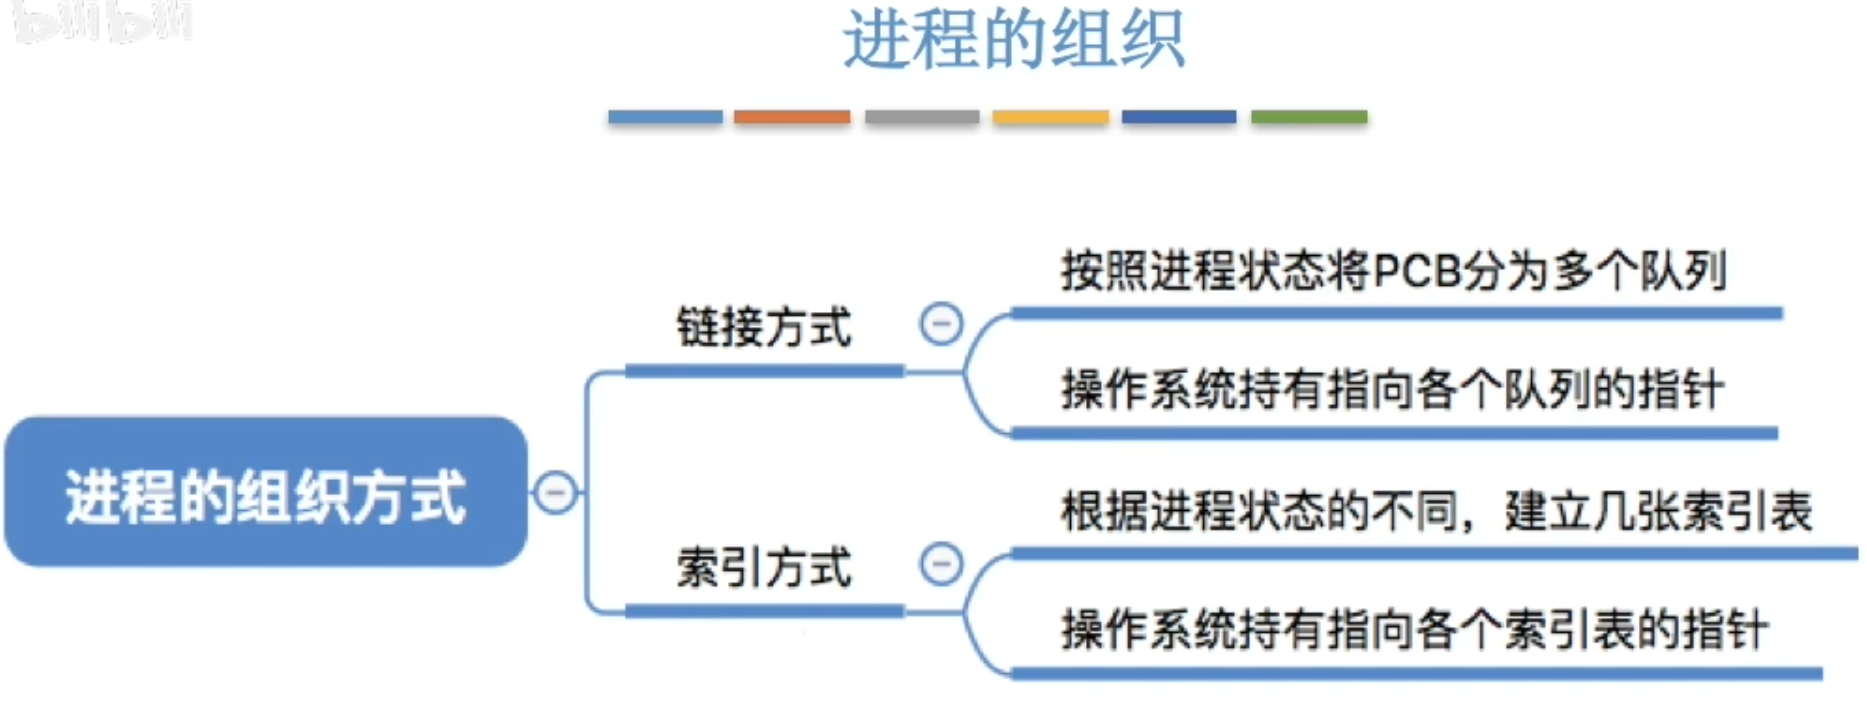 bilibili
进程的组织
按照进程状态将PCB分为多个队列
链接方式
操作系统持有指向各个队列的指针
进程的组织方式
根据进程状态的不同，建立几张索引表
索引方式
操作系统持有指向各个索引表的指针